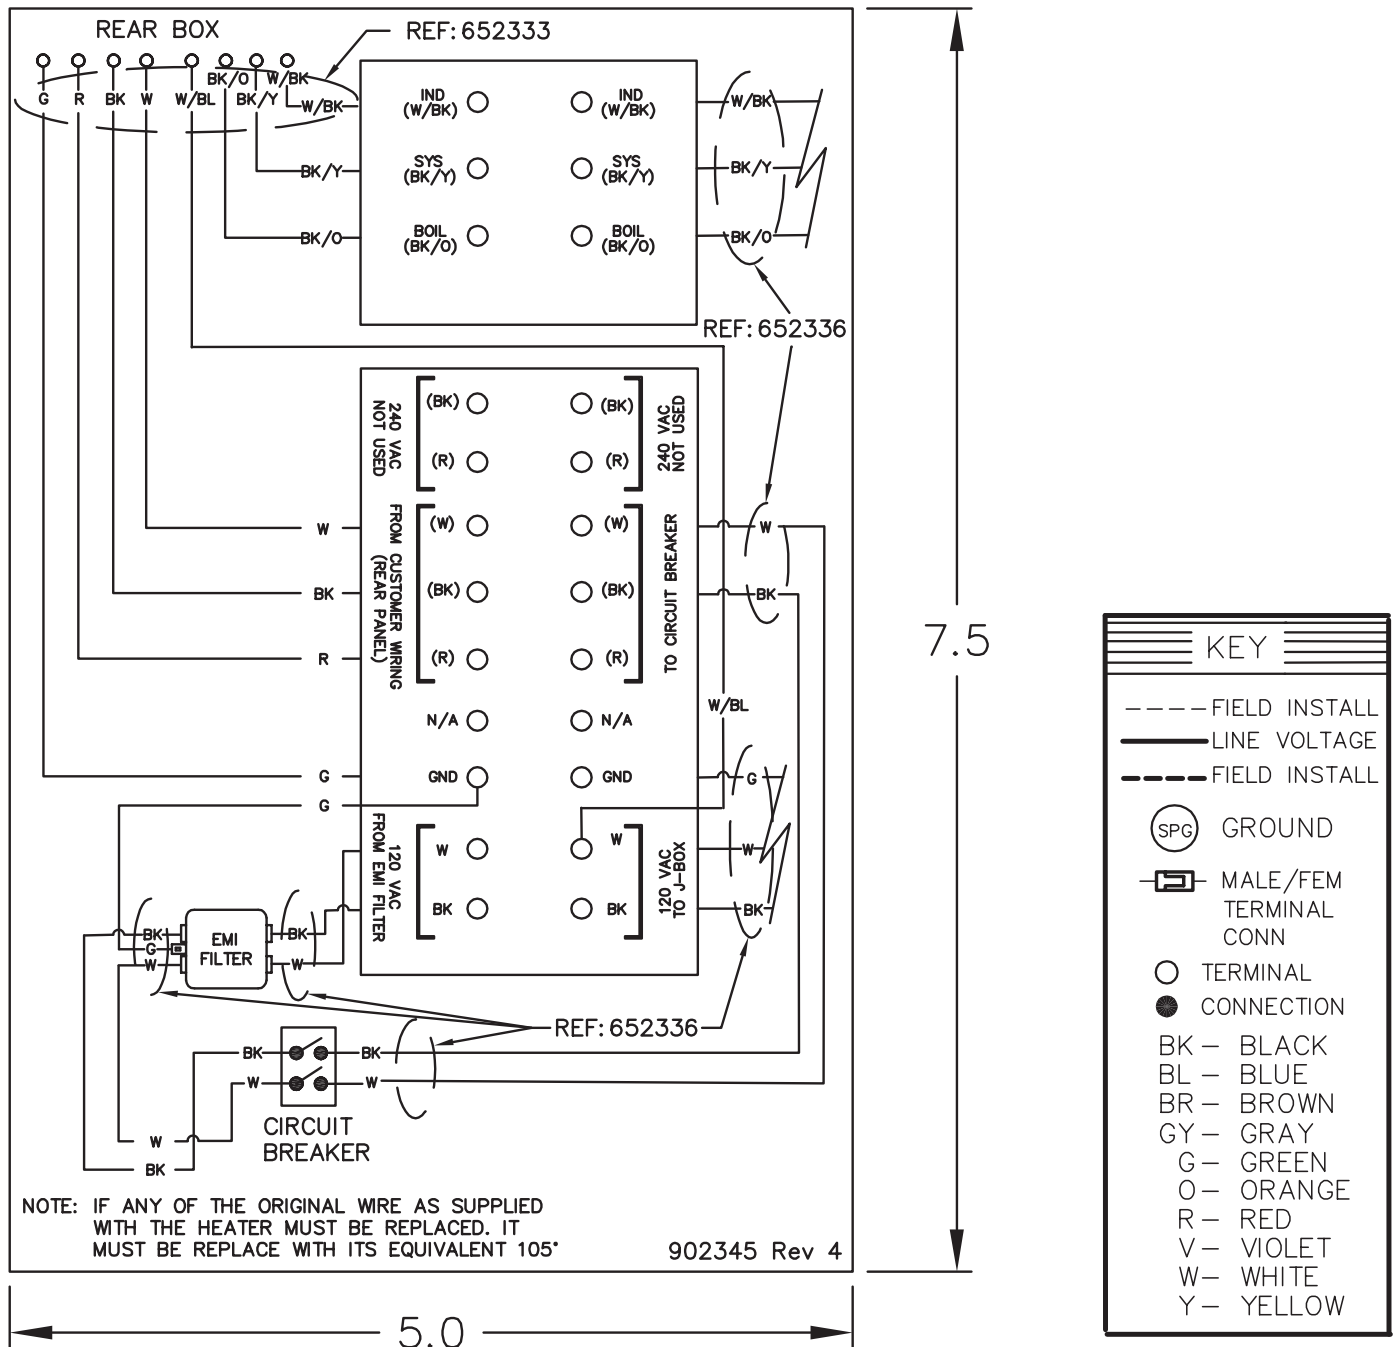 REAR BOX
REF: 652333
G R BK W W/BL BK/O BK/Y W/BK
W/BK
BK/Y
BK/O
IND
(W/BK)
SYS
(BK/Y)
BOIL
(BK/O)
IND
(W/BK)
SYS
(BK/Y)
BOIL
(BK/O)
W/BK
BK/Y
BK/O
REF: 652336
240 VAC
NOT USED
(BK)
(R)
(BK)
(R)
240 VAC
NOT USED
W
BK
R
FROM CUSTOMER WIRING
(REAR PANEL)
(W)
(BK)
(R)
(W)
(BK)
(R)
TO CIRCUIT BREAKER
W
BK
W/BL
N/A
N/A
G
GND
GND
G
G
120 VAC
FROM EMI FILTER
W
BK
W
BK
120 VAC
TO J-BOX
W
BK
BK
G
W
EMI
FILTER
BK
W
REF: 652336
BK
W
BK
W
CIRCUIT
BREAKER
W
BK
NOTE: IF ANY OF THE ORIGINAL WIRE AS SUPPLIED
WITH THE HEATER MUST BE REPLACED. IT
MUST BE REPLACE WITH ITS EQUIVALENT 105°
902345 Rev 4
7.5
5.0
KEY
FIELD INSTALL
LINE VOLTAGE
FIELD INSTALL
SPG GROUND
MALE/FEM
TERMINAL
CONN
TERMINAL
CONNECTION
BK – BLACK
BL – BLUE
BR – BROWN
GY – GRAY
G – GREEN
O – ORANGE
R – RED
V – VIOLET
W – WHITE
Y – YELLOW